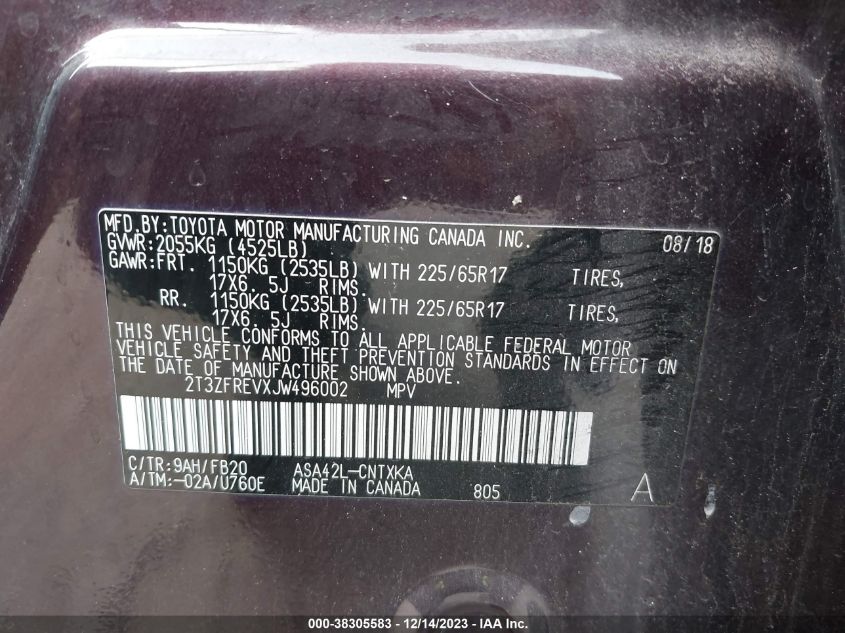 MFD.BY:TOYOTA MOTOR MANUFACTURING CANADA INC. 08/18
GVWR:2055KG (4525LB)
GAWR:FRT. 1150KG (2535LB) WITH 225/65R17 TIRES,
17X6.5J RIMS.
RR. 1150KG (2535LB) WITH 225/65R17 TIRES,
17X6.5J RIMS.
THIS VEHICLE CONFORMS TO ALL APPLICABLE FEDERAL MOTOR
VEHICLE SAFETY AND THEFT PREVENTION STANDARDS IN EFFECT ON
THE DATE OF MANUFACTURE SHOWN ABOVE.
2T3ZFREVXJW496002 MPV
C/TR:9AH/FB20 ASA42L-CNTXKA
A/TM:-02A/U760E MADE IN CANADA 805 A
000-38305583 - 12/14/2023 - IAA Inc.